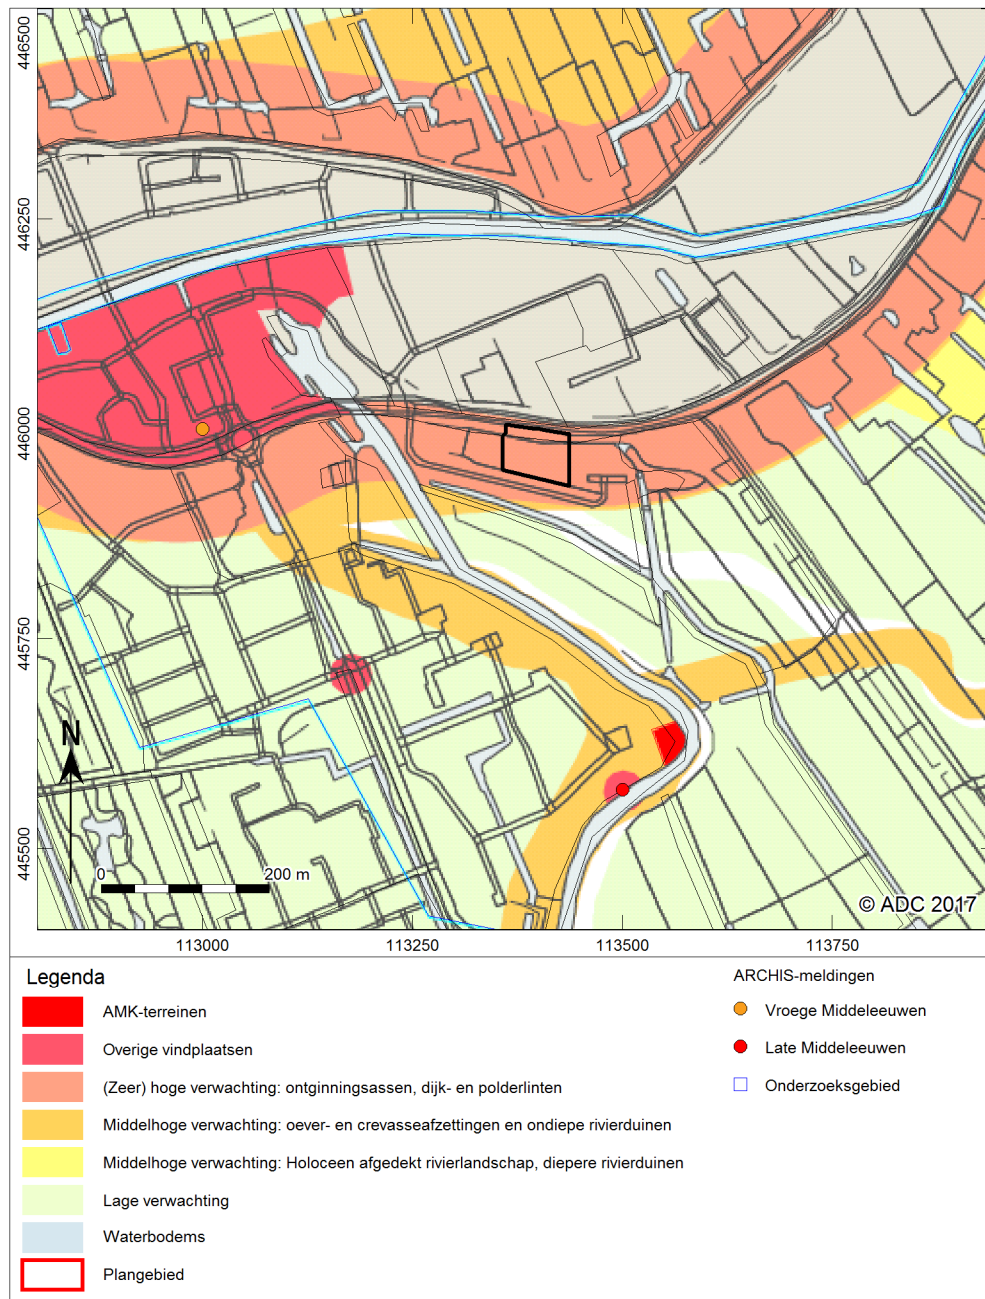 446500
446250
446000
445750
445500
N
0
200 m
© ADC 2017
113000
113250
113500
113750
Legenda
AMK-terreinen
Overige vindplaatsen
(Zeer) hoge verwachting: ontginningsassen, dijk- en polderlinten
Middelhoge verwachting: oever- en crevasseafzettingen en ondiepe rivierduinen
Middelhoge verwachting: Holoceen afgedekt rivierlandschap, diepere rivierduinen
Lage verwachting
Waterbodems
Plangebied
ARCHIS-meldingen
Vroege Middeleeuwen
Late Middeleeuwen
Onderzoeksgebied